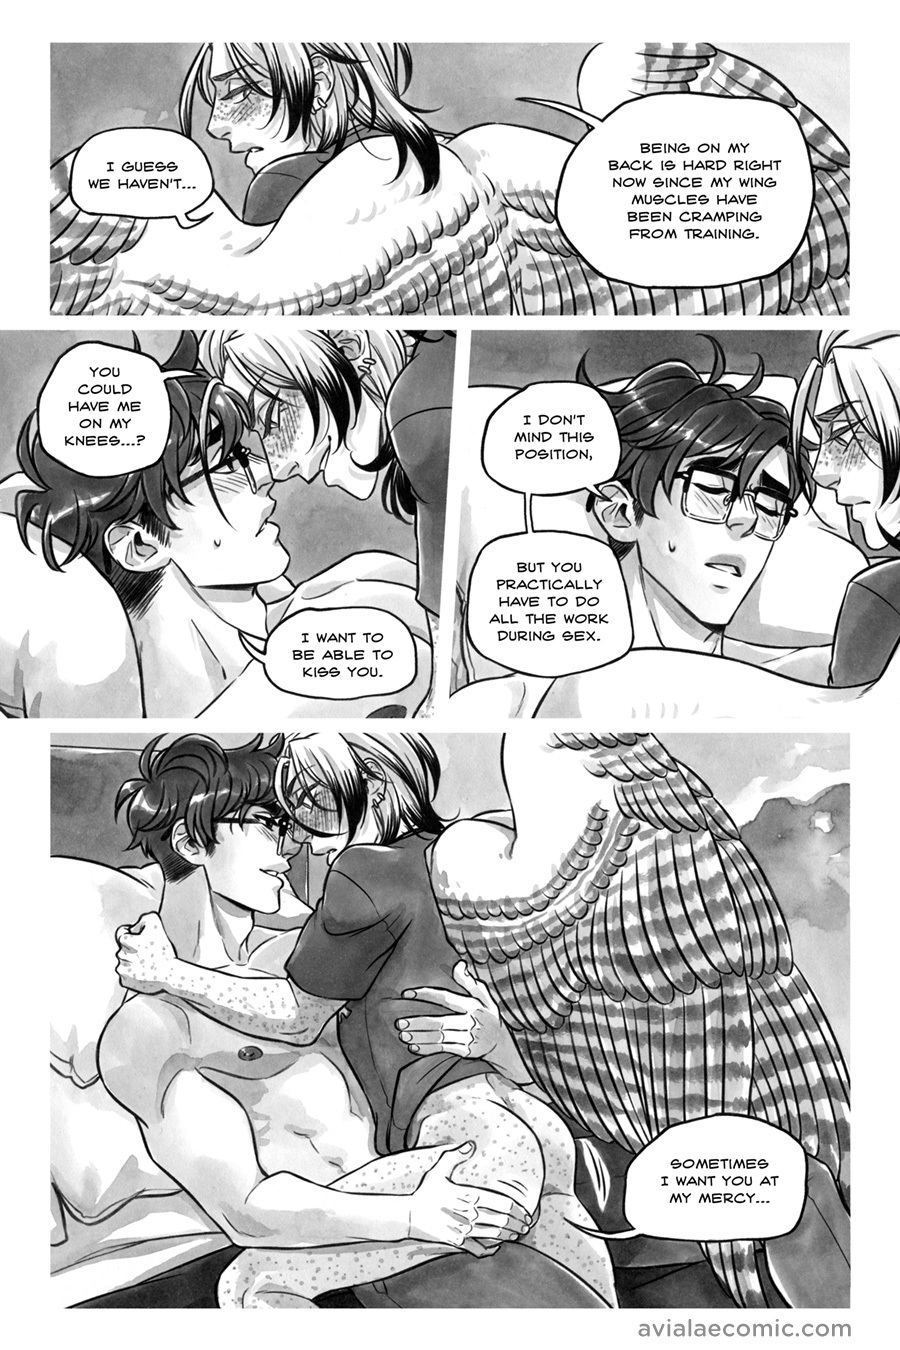 I GUESS
WE HAVEN'T...
BEING ON MY
BACK IS HARD RIGHT
NOW SINCE MY WING
MUSCLES HAVE
BEEN CRAMPING
FROM TRAINING.
YOU
COULD
HAVE ME
ON MY
KNEES...?
I WANT TO
BE ABLE TO
KISS YOU.
I DON'T
MIND THIS
POSITION,
BUT YOU
PRACTICALLY
HAVE TO DO
ALL THE WORK
DURING SEX.
SOMETIMES
I WANT YOU AT
MY MERCY...
avialaecomic.com